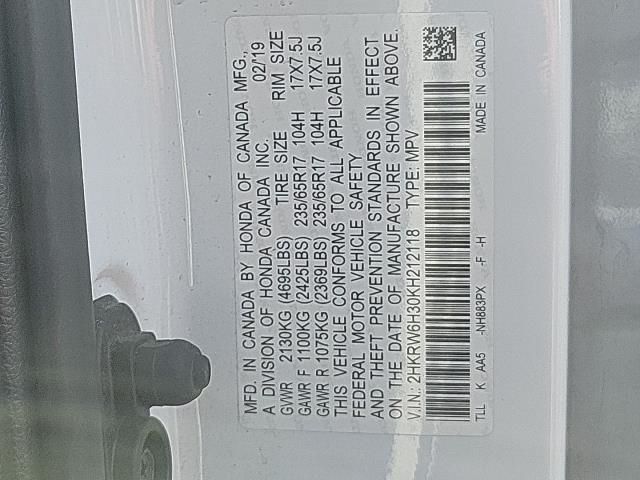 MFD. IN CANADA BY HONDA OF CANADA MFG.,
A DIVISION OF HONDA CANADA INC. 02/'19
GVWR 2130KG (4695LBS) TIRE SIZE RIM SIZE
GAWR F 1100KG (2425LBS) 235/65R17 104H 17X7.5J
GAWR R 1075KG (2369LBS) 235/65R17 104H 17X7.5J
THIS VEHICLE CONFORMS TO ALL APPLICABLE
FEDERAL MOTOR VEHICLE SAFETY
AND THEFT PREVENTION STANDARDS IN EFFECT
ON THE DATE OF MANUFACTURE SHOWN ABOVE.
V.I.N.: 2HKRW6H30KH212118 TYPE: MPV
TLL K AA5 -NH883PX -F -H MADE IN CANADA